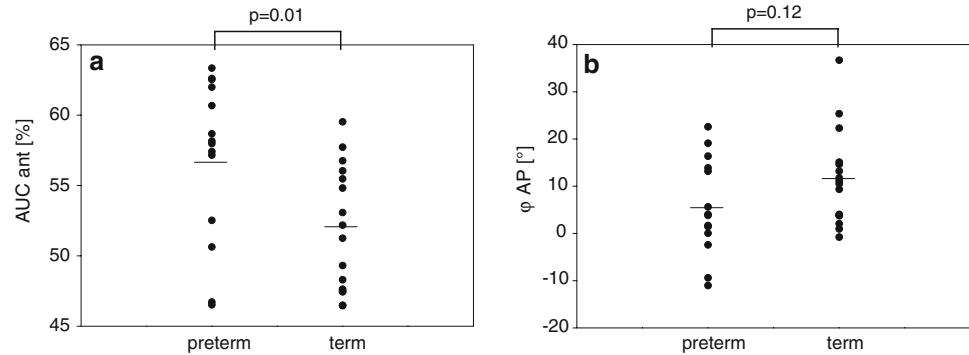 p=0.01
a
AUC ant [%]
65
60
55
50
45
preterm term
p=0.12
b
φ AP [°]
40
30
20
10
0
-10
-20
preterm term